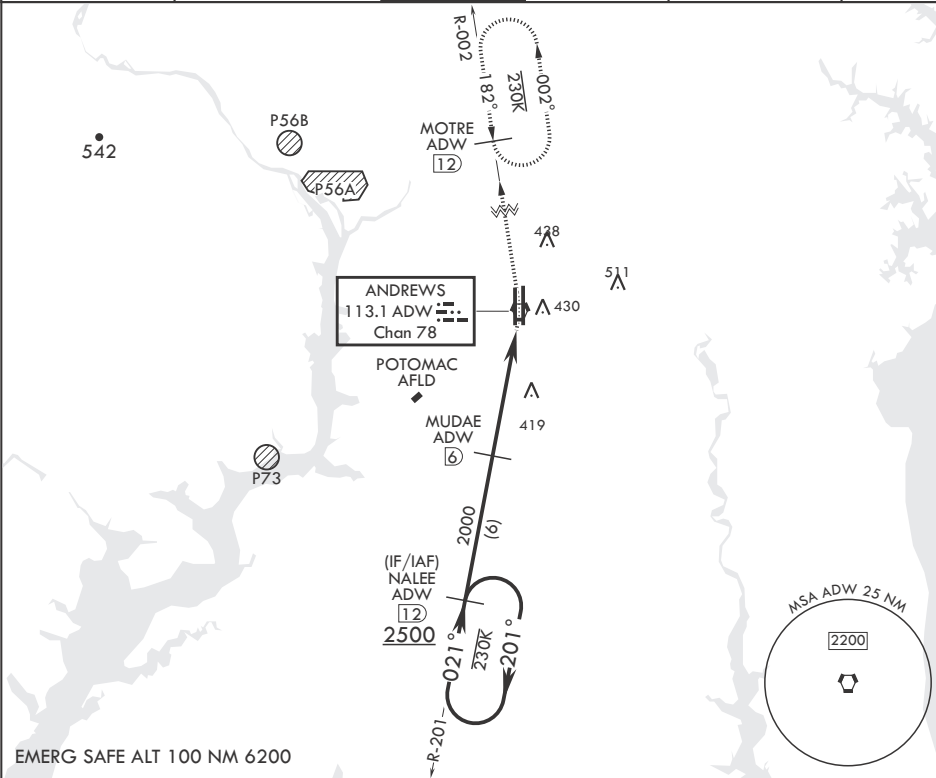 R-002
182°
230K
002°
MOTRE
ADW
12
P56B
542
P56A
438
511
ANDREWS
113.1 ADW
Chan 78
430
POTOMAC
AFLD
419
MUDAE
ADW
6
P73
2000
(6)
(IF/IAF)
NALEE
ADW
12
2500
021°
230K
201°
R-201
MSA ADW 25 NM
2200
EMERG SAFE ALT 100 NM 6200